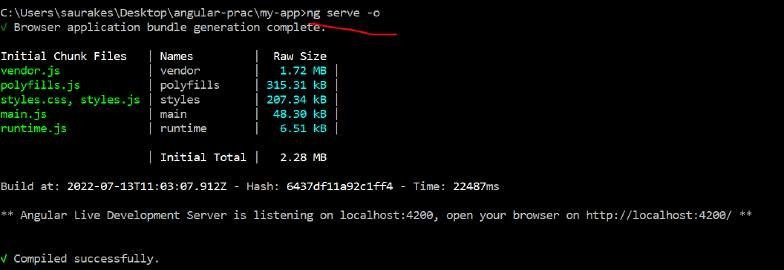 C:\Users\saurakes\Desktop\angular-prac\my-app>ng serve -o
√ Browser application bundle generation complete.
Initial Chunk Files | Names | Raw Size
vendor.js | vendor | 1.72 MB |
polyfills.js | polyfills | 315.31 kB |
styles.css, styles.js | styles | 207.34 kB |
main.js | main | 48.30 kB |
runtime.js | runtime | 6.51 kB |
| Initial Total | 2.28 MB
Build at: 2022-07-13T11:03:07.912Z - Hash: 6437df11a92c1ff4 - Time: 22487ms
** Angular Live Development Server is listening on localhost:4200, open your browser on http://localhost:4200/ **
√ Compiled successfully.